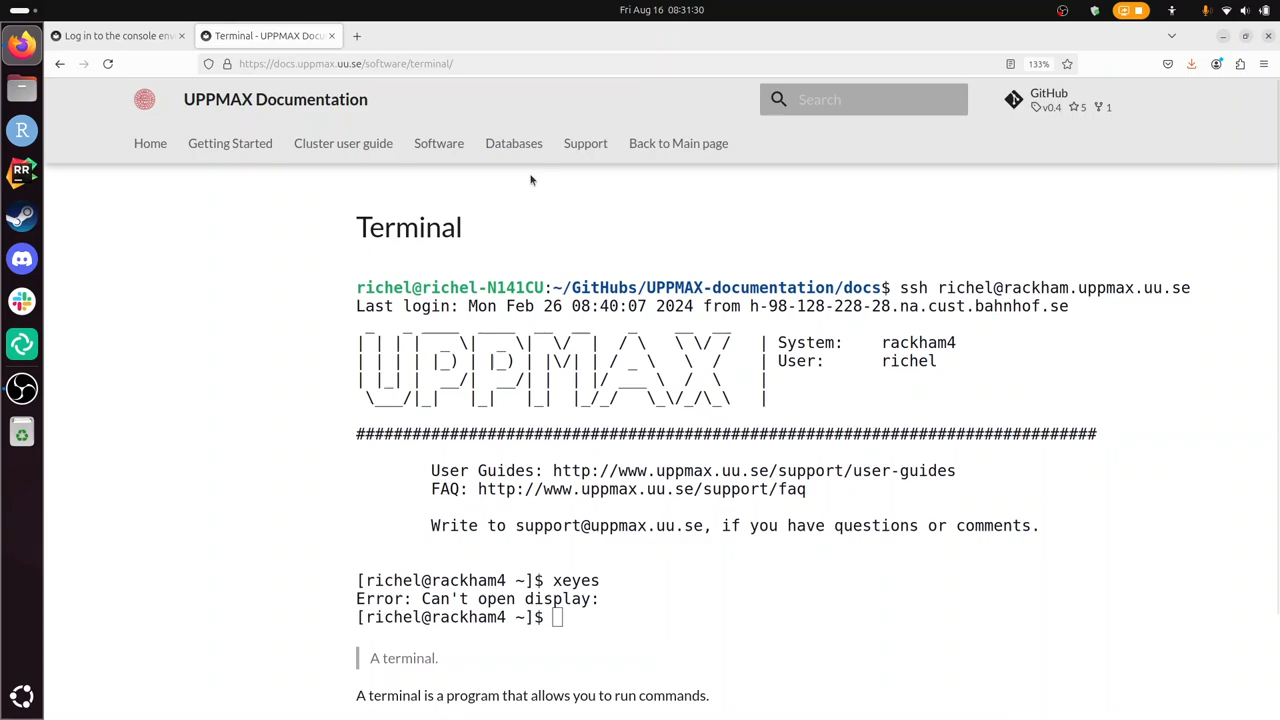 Fri Aug 16 08:31:30
Log in to the console env
Terminal - UPPMAX Docu
https://docs.uppmax.uu.se/software/terminal/
133%
UPPMAX Documentation
Search
GitHub
v0.4 5 1
Home Getting Started Cluster user guide Software Databases Support Back to Main page
Terminal
richel@richel-N141CU:~/GitHubs/UPPMAX-documentation/docs$ ssh richel@rackham.uppmax.uu.se
Last login: Mon Feb 26 08:40:07 2024 from h-98-128-228-28.na.cust.bahnhof.se
UPPMAX
| System: rackham4
| User: richel
|
|
###############################################################################
User Guides: http://www.uppmax.uu.se/support/user-guides
FAQ: http://www.uppmax.uu.se/support/faq
Write to support@uppmax.uu.se, if you have questions or comments.
[richel@rackham4 ~]$ xeyes
Error: Can't open display:
[richel@rackham4 ~]$
A terminal.
A terminal is a program that allows you to run commands.
R
RR